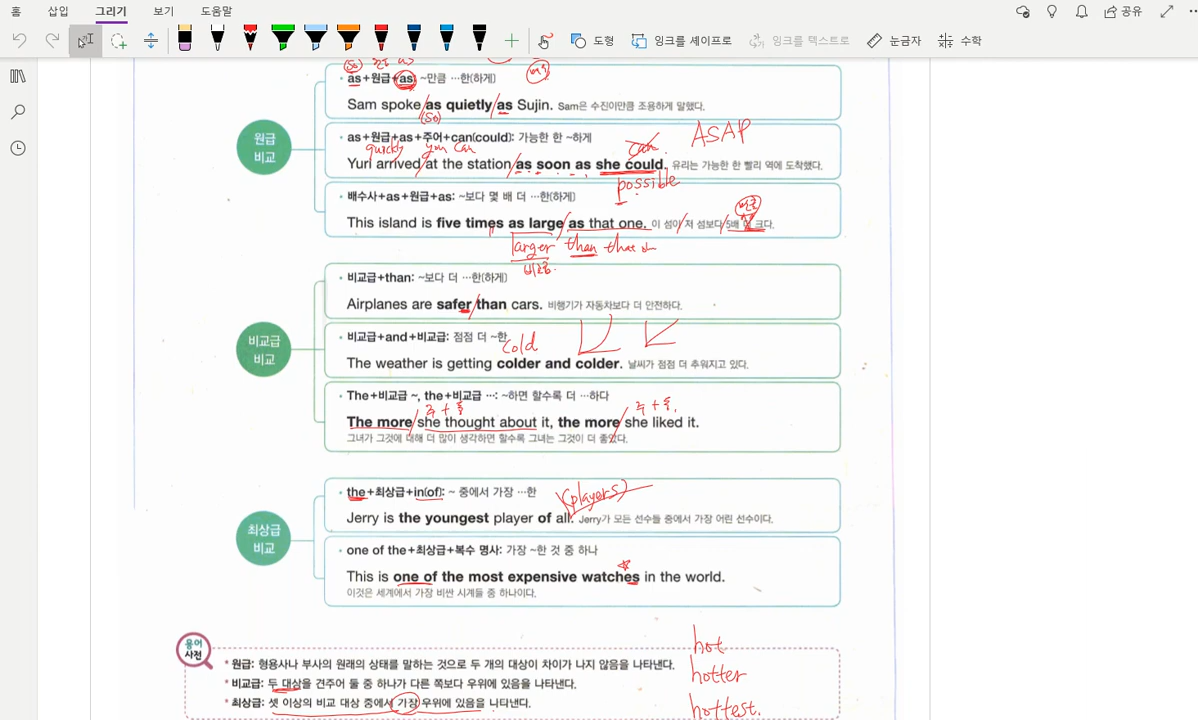 홈 삽입 그리기 보기 도움말
공유
도형 잉크를 셰이프로 잉크를 텍스트로 눈금자 수학
(so)
as+원급+as ~만큼 …한(하게)
Sam spoke as quietly as Sujin. Sam은 수진이만큼 조용하게 말했다.
(so)
원급 비교
as+원급+as+주어+can(could): 가능한 한 ~하게
ASAP
quickly you can can
Yuri arrived at the station as soon as she could. 유리는 가능한 한 빨리 역에 도착했다.
possible
배수사+as+원급+as: ~보다 몇 배 더 …한(하게)
This island is five times as large as that one. 이 섬이 저 섬보다 5배 더 크다.
larger than that
비교급
비교급+than: ~보다 더 …한(하게)
Airplanes are safer than cars. 비행기가 자동차보다 더 안전하다.
비교급 비교
비교급+and+비교급: 점점 더 ~한
cold
The weather is getting colder and colder. 날씨가 점점 더 추워지고 있다.
The+비교급 ~, the+비교급 …: ~하면 할수록 더 …하다
주+동 주+동
The more she thought about it, the more she liked it.
그녀가 그것에 대해 더 많이 생각하면 할수록 그녀는 그것이 더 좋았다.
the+최상급+in(of): ~ 중에서 가장 …한
(players)
Jerry is the youngest player of all. Jerry가 모든 선수들 중에서 가장 어린 선수이다.
최상급 비교
one of the+최상급+복수 명사: 가장 ~한 것 중 하나
This is one of the most expensive watches in the world.
이것은 세계에서 가장 비싼 시계들 중 하나이다.
용어 사전
hot
• 원급: 형용사나 부사의 원래의 상태를 말하는 것으로 두 개의 대상이 차이가 나지 않음을 나타낸다.
hotter
• 비교급: 두 대상을 견주어 둘 중 하나가 다른 쪽보다 우위에 있음을 나타낸다.
• 최상급: 셋 이상의 비교 대상 중에서 가장 우위에 있음을 나타낸다.
hottest.